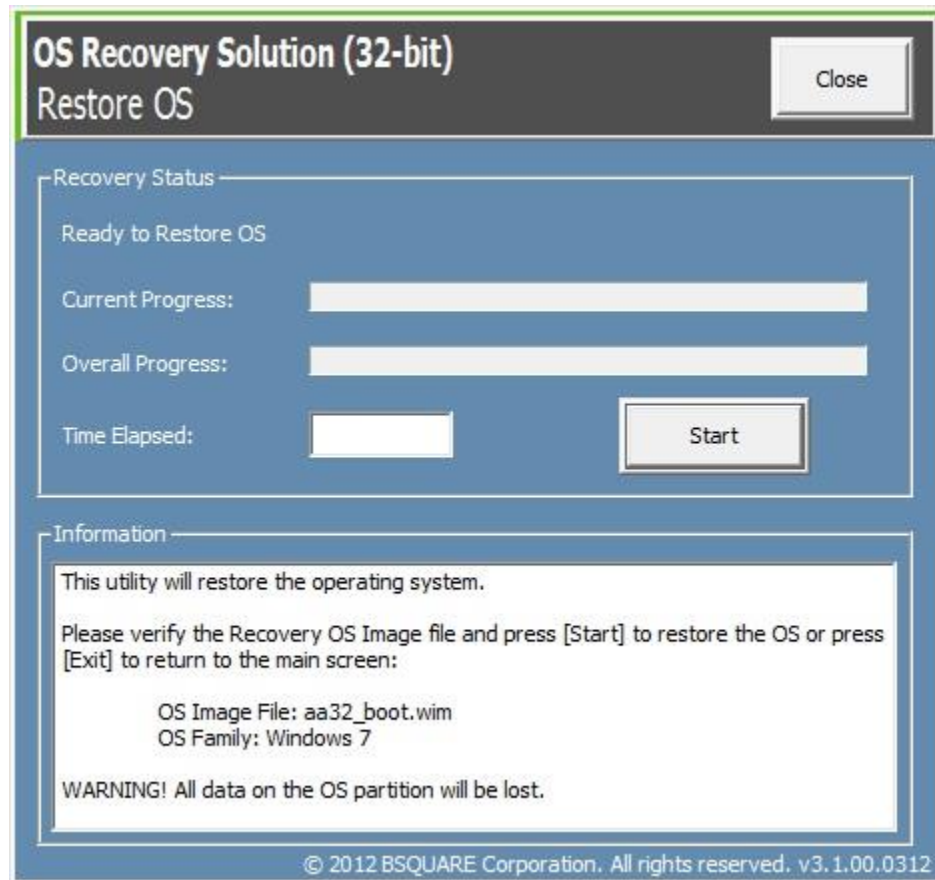 OS Recovery Solution (32-bit)
Restore OS
Close
Recovery Status
Ready to Restore OS
Current Progress:
Overall Progress:
Time Elapsed:
Start
Information
This utility will restore the operating system.
Please verify the Recovery OS Image file and press [Start] to restore the OS or press
[Exit] to return to the main screen:
OS Image File: aa32_boot.wim
OS Family: Windows 7
WARNING! All data on the OS partition will be lost.
© 2012 BSQUARE Corporation. All rights reserved. v3.1.00.0312